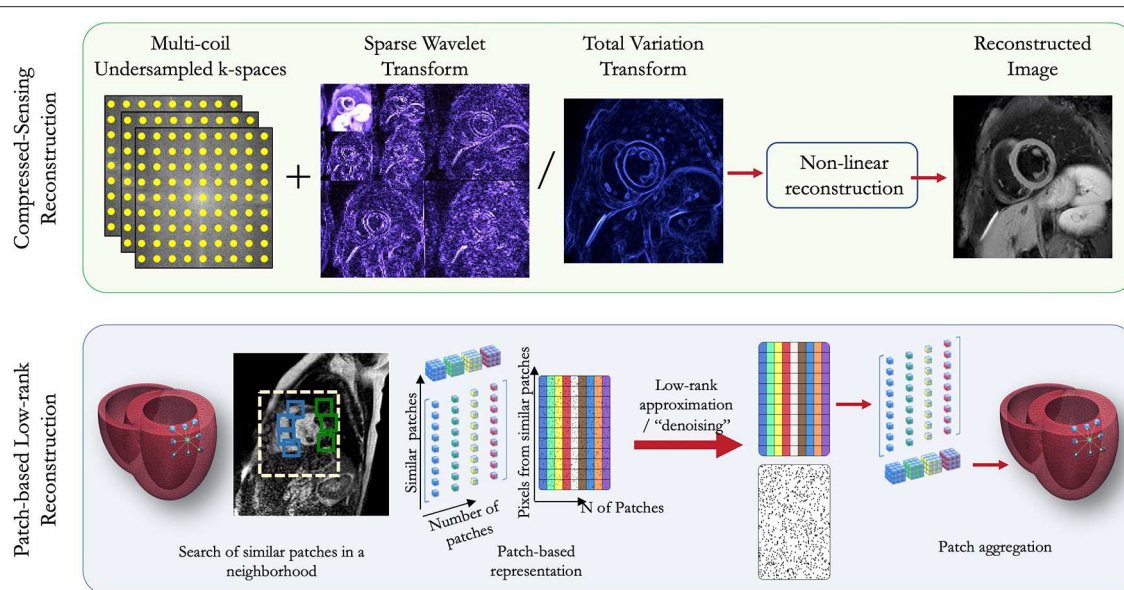 Compressed-Sensing
Reconstruction
Multi-coil
Undersampled k-spaces
+
Sparse Wavelet
Transform
/
Total Variation
Transform
Non-linear
reconstruction
Reconstructed
Image
Patch-based Low-rank
Reconstruction
Search of similar patches in a
neighborhood
Similar patches
Number of
patches
Patch-based
representation
Pixels from similar patches
N of Patches
Low-rank
approximation
/ “denoising”
Patch aggregation